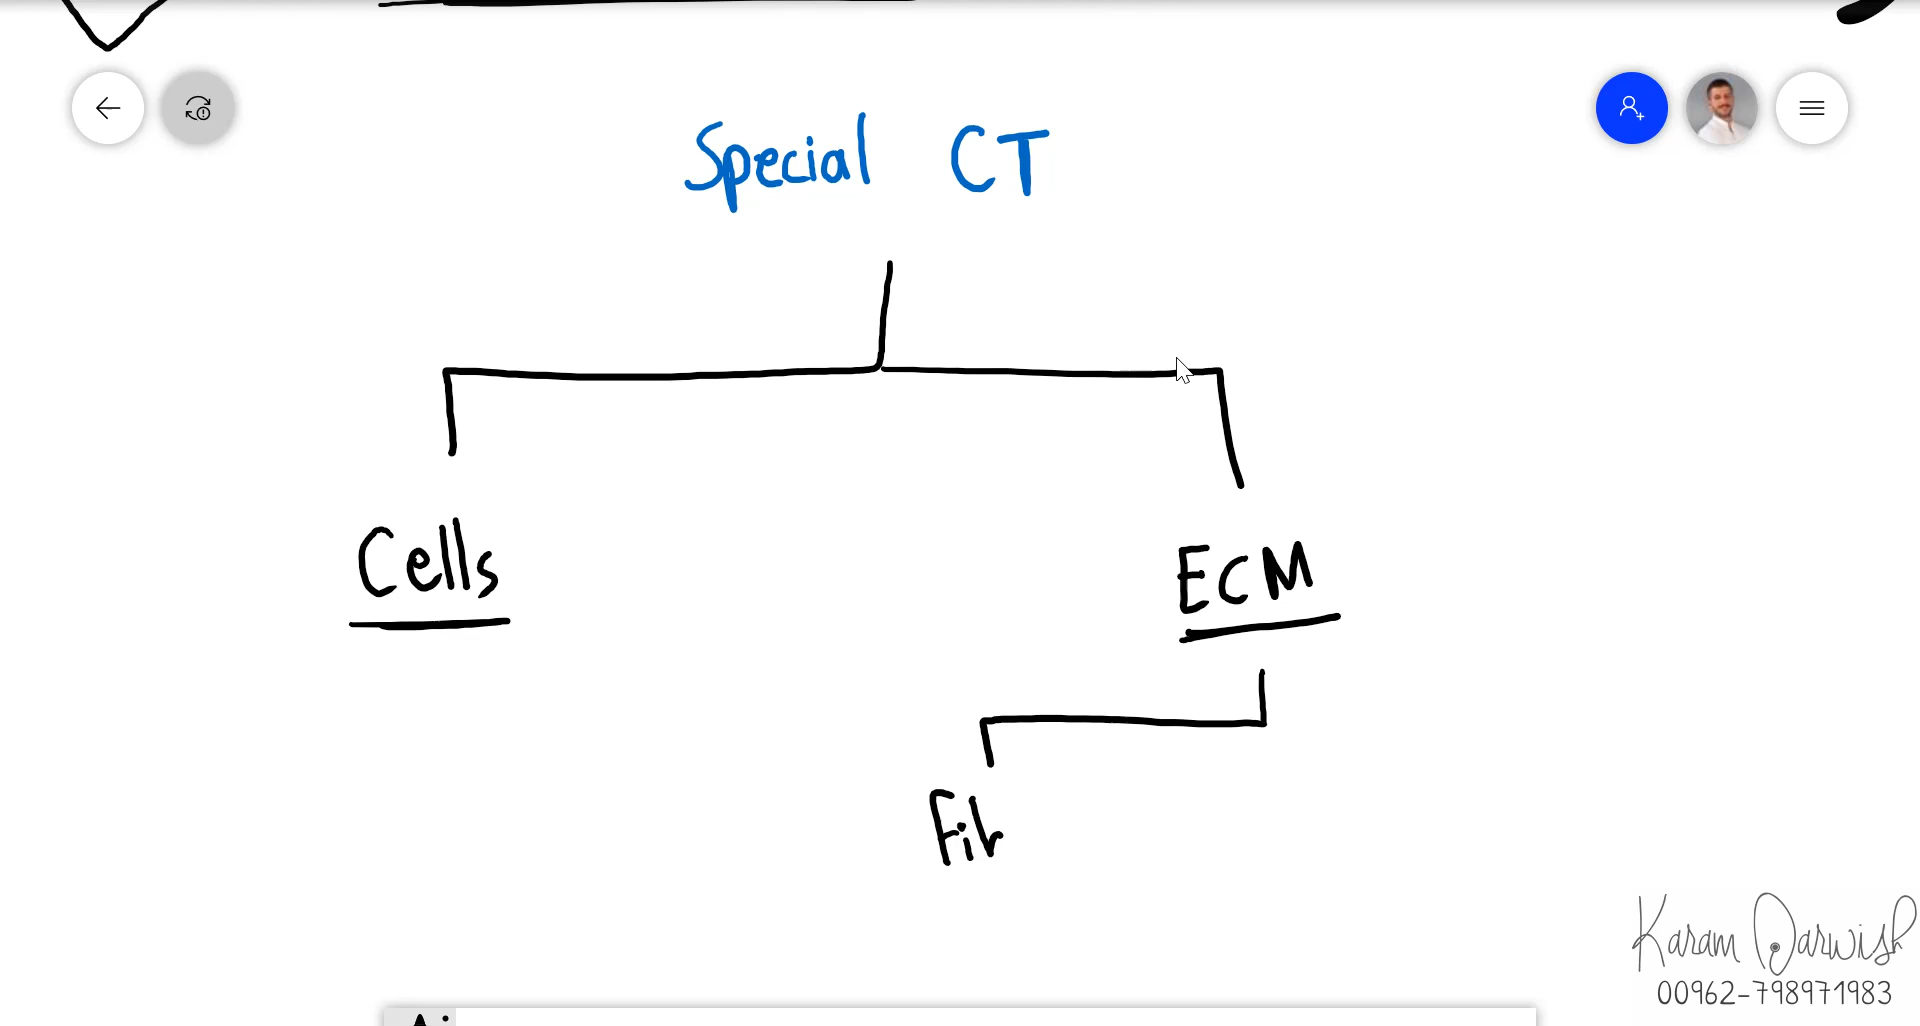 Special CT
Cells
ECM
Fib
Karam Darwish
00962-798971983